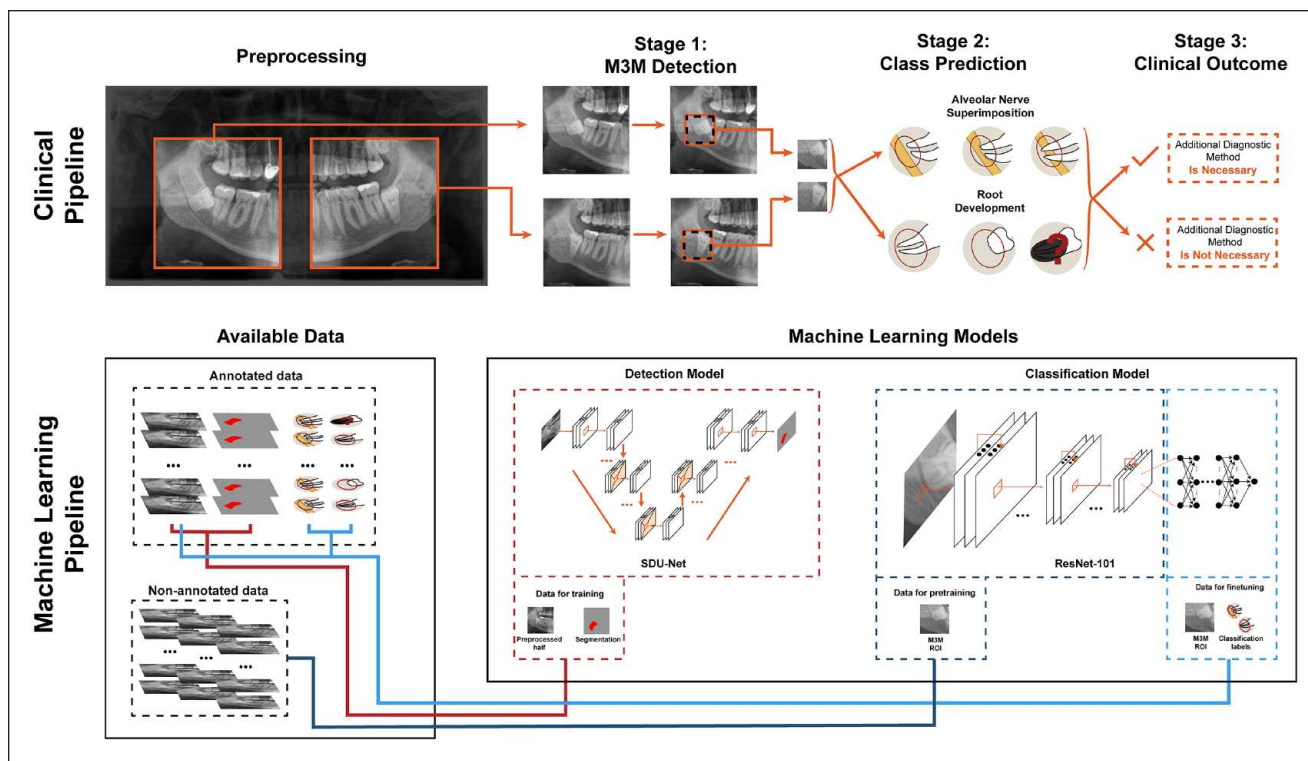 Clinical
Pipeline
Preprocessing
Stage 1:
M3M Detection
Stage 2:
Class Prediction
Stage 3:
Clinical Outcome
Alveolar Nerve
Superimposition
Root
Development
Additional Diagnostic
Method
Is Necessary
Additional Diagnostic
Method
Is Not Necessary
Machine Learning
Pipeline
Available Data
Annotated data
...
...
...
...
Non-annotated data
...
...
...
Machine Learning Models
Detection Model
...
...
...
...
SDU-Net
Data for training
Preprocessed
half
Segmentation
Classification Model
...
...
ResNet-101
Data for pretraining
M3M
ROI
Data for finetuning
M3M
ROI
Classification
labels